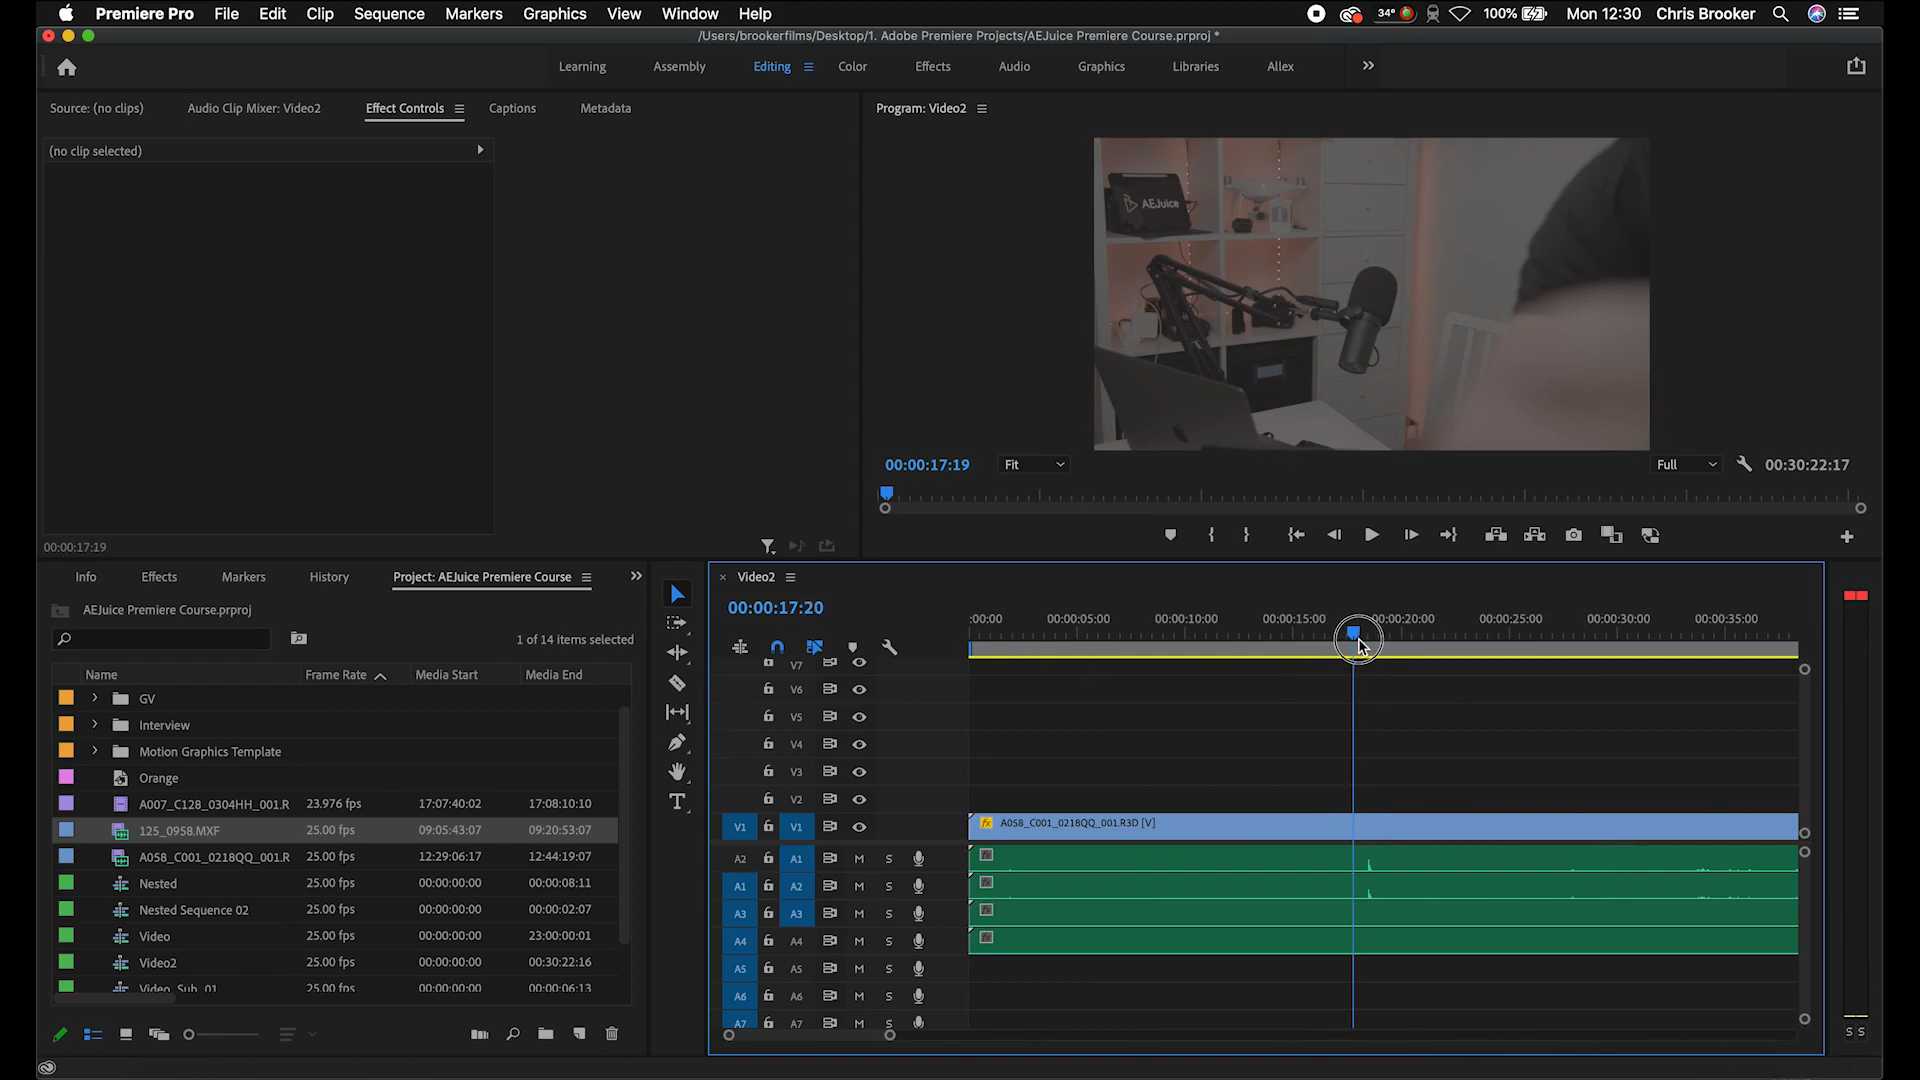 Premiere Pro File Edit Clip Sequence Markers Graphics View Window Help 34° 100% Mon 12:30 Chris Brooker
/Users/brookerfilms/Desktop/1. Adobe Premiere Projects/AEJuice Premiere Course.prproj *
Learning Assembly Editing Color Effects Audio Graphics Libraries Allex
Source: (no clips) Audio Clip Mixer: Video2 Effect Controls Captions Metadata
Program: Video2
(no clip selected)
AEJuice
00:00:17:19 Fit Full 00:30:22:17
00:00:17:19
Info Effects Markers History Project: AEJuice Premiere Course
AEJuice Premiere Course.prproj
1 of 14 items selected
Name Frame Rate Media Start Media End
GV
Interview
Motion Graphics Template
Orange
A007_C128_0304HH_001.R 23.976 fps 17:07:40:02 17:08:10:10
125_0958.MXF 25.00 fps 09:05:43:07 09:20:53:07
A058_C001_0218QQ_001.R 25.00 fps 12:29:06:17 12:44:19:07
Nested 25.00 fps 00:00:00:00 00:00:08:11
Nested Sequence 02 25.00 fps 00:00:00:00 00:00:02:07
Video 25.00 fps 00:00:00:00 23:00:00:01
Video2 25.00 fps 00:00:00:00 00:30:22:16
Video_Sub_01 25.00 fps 00:00:00:00 00:00:06:13
Video2
00:00:17:20
:00:00 00:00:05:00 00:00:10:00 00:00:15:00 00:00:20:00 00:00:25:00 00:00:30:00 00:00:35:00
V7
V6
V5
V4
V3
V2
V1 V1 fx A058_C001_0218QQ_001.R3D [V]
A2 A1 M S fx
A1 A2 M S fx
A3 A3 M S fx
A4 A4 M S fx
A5 A5 M S
A6 A6 M S
A7 A7 M S
S S